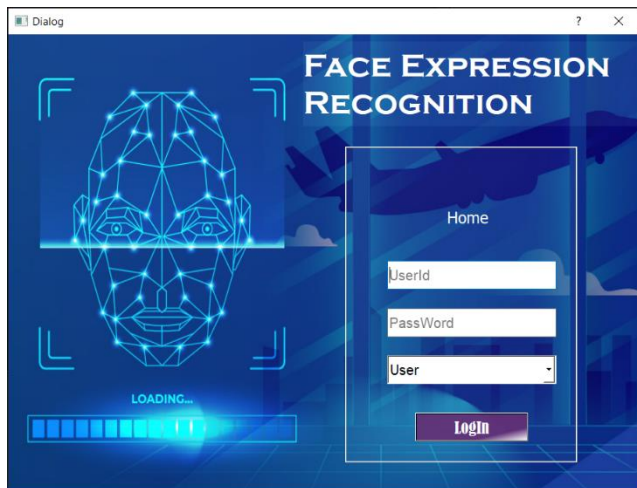 Dialog
?
FACE EXPRESSION
RECOGNITION
Home
UserId
PassWord
User
LogIn
LOADING...